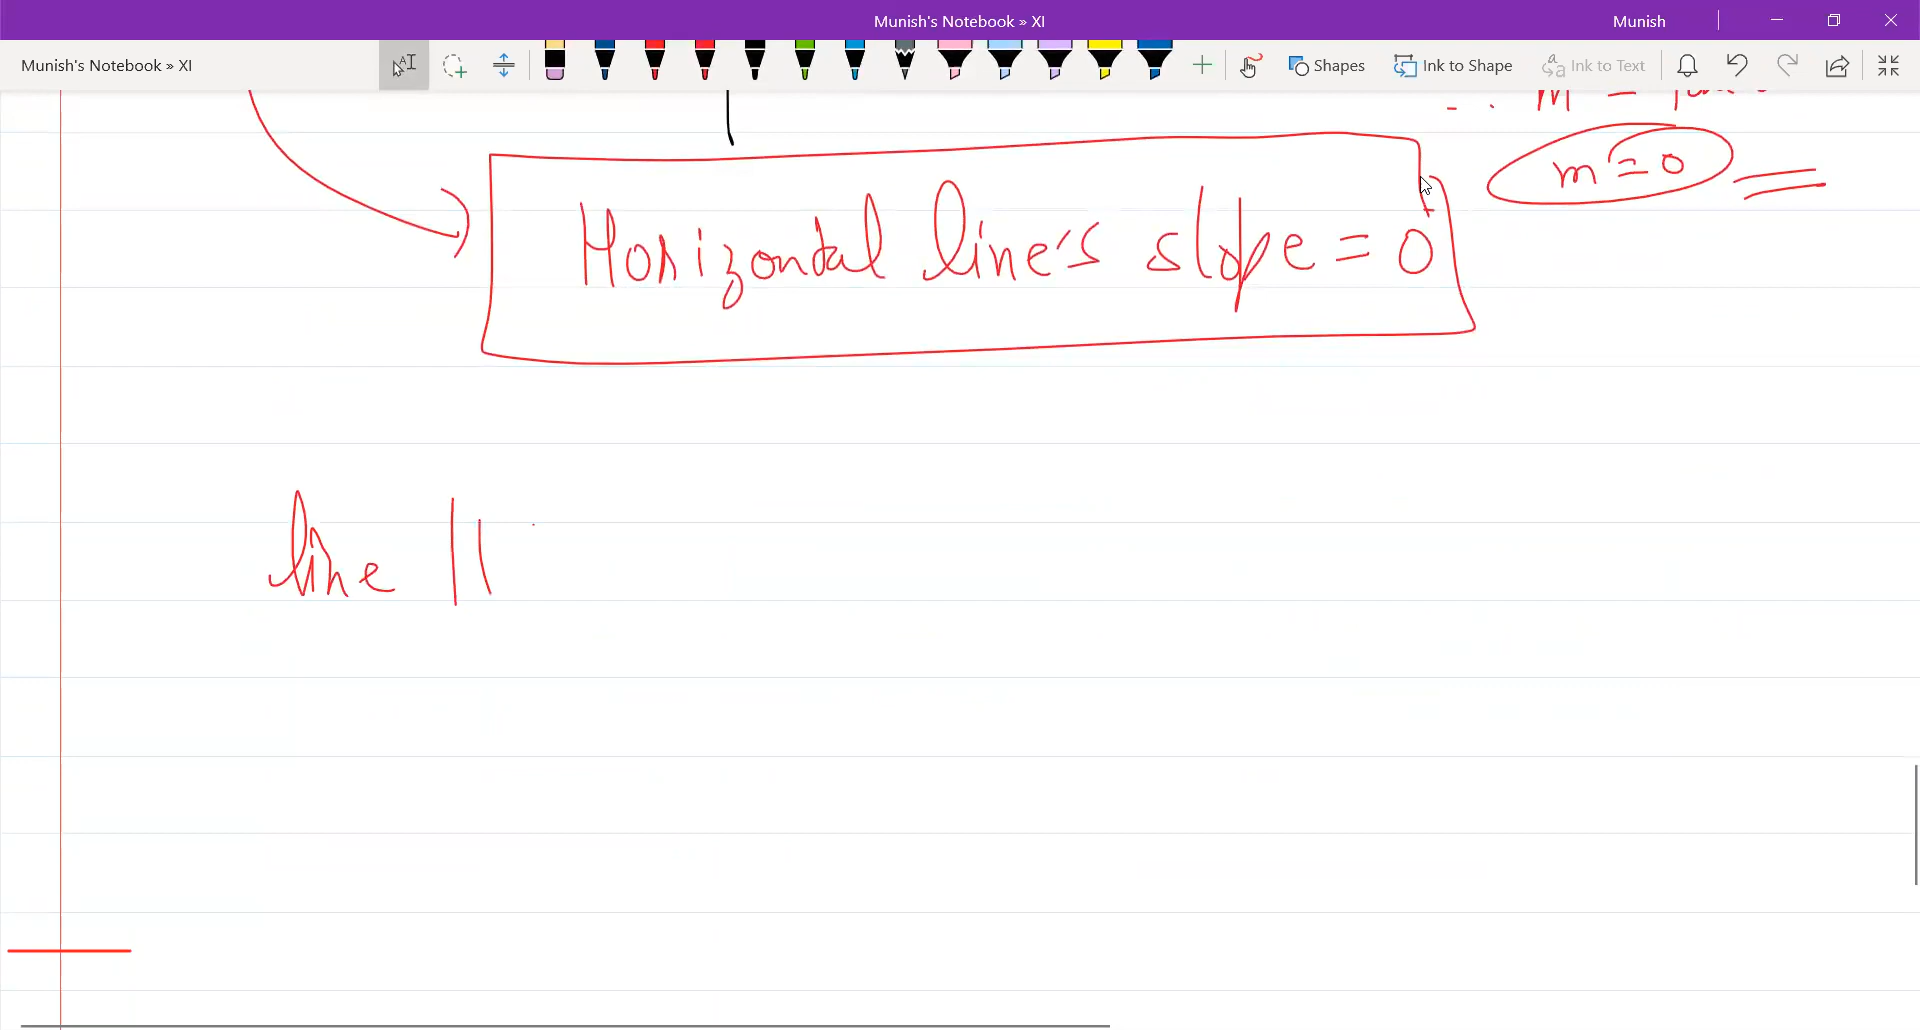 Munish's Notebook » XI
Munish
Munish's Notebook » XI
Shapes
Ink to Shape
Ink to Text
∴ m =
m = 0
Horizontal line's slope = 0
line ||